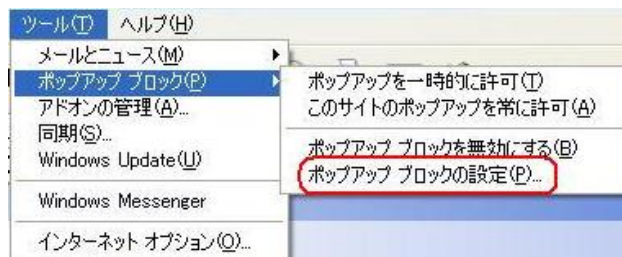 ツール(T) ヘルプ(H)
メールとニュース(M)
ポップアップ ブロック(P)
アドオンの管理(A)...
同期(S)...
Windows Update(U)
Windows Messenger
インターネット オプション(O)...
ポップアップを一時的に許可(T)
このサイトのポップアップを常に許可(A)
ポップアップ ブロックを無効にする(B)
ポップアップ ブロックの設定(P)...